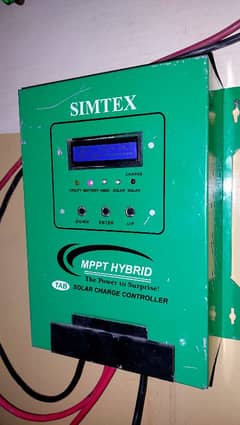 SIMTEX
CHARGE
UTILITY BATTERY HBD SOLAR SOLAR
DOWN ENTER UP
MPPT HYBRID
The Power to Surprise!
TAB SOLAR CHARGE CONTROLLER